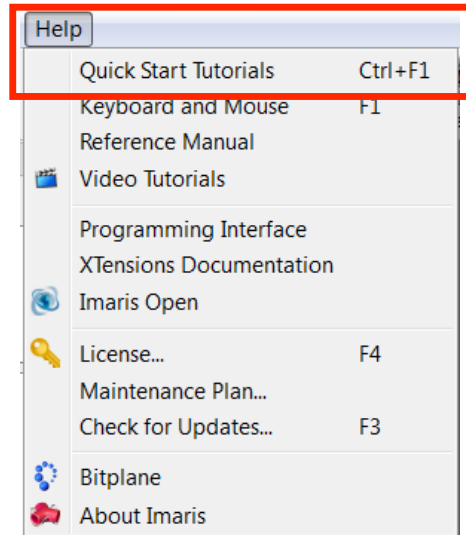 Help
Quick Start Tutorials Ctrl+F1
Keyboard and Mouse F1
Reference Manual
Video Tutorials
Programming Interface
XTensions Documentation
Imaris Open
License... F4
Maintenance Plan...
Check for Updates... F3
Bitplane
About Imaris